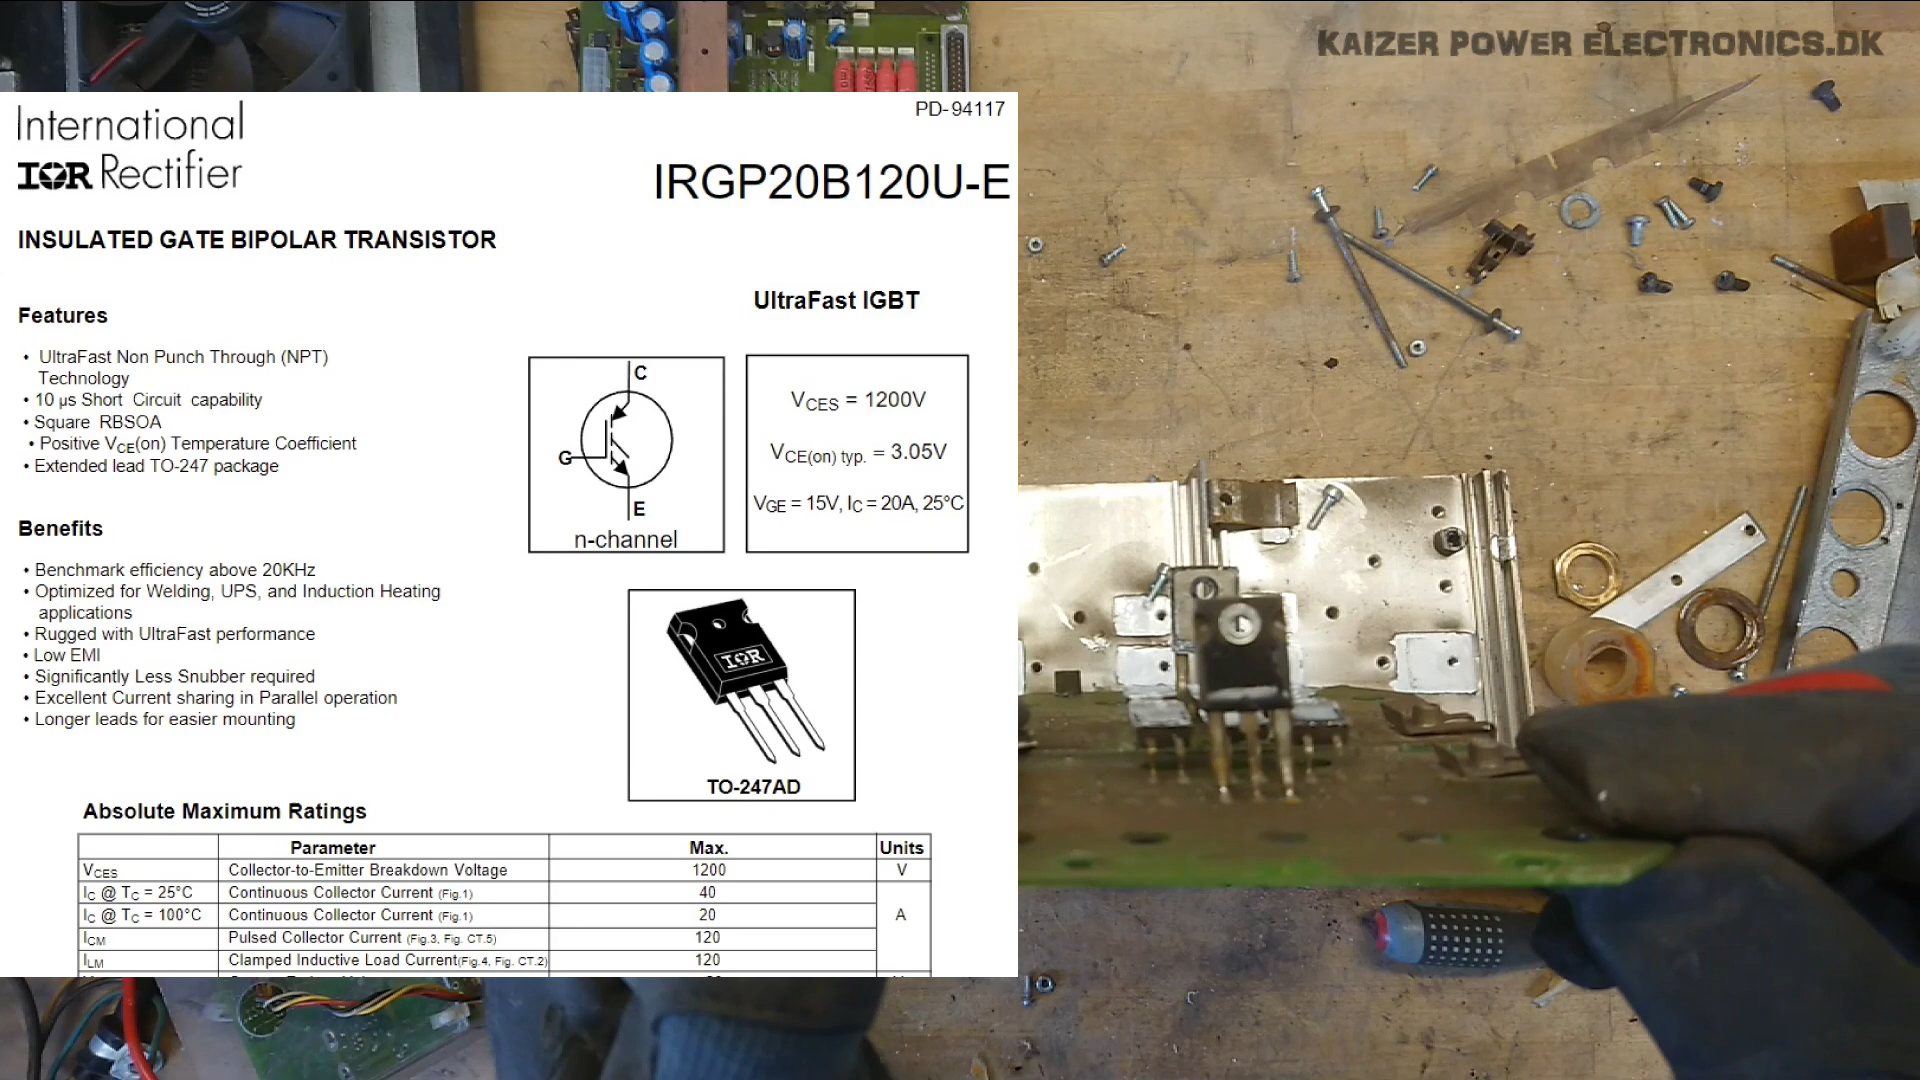 KAIZER POWER ELECTRONICS.DK
PD-94117
International
IOR Rectifier
IRGP20B120U-E
INSULATED GATE BIPOLAR TRANSISTOR
UltraFast IGBT
Features
• UltraFast Non Punch Through (NPT)
Technology
• 10 µs Short Circuit capability
• Square RBSOA
• Positive VCE(on) Temperature Coefficient
• Extended lead TO-247 package
C
G
E
n-channel
VCES = 1200V
VCE(on) typ. = 3.05V
VGE = 15V, IC = 20A, 25°C
Benefits
• Benchmark efficiency above 20KHz
• Optimized for Welding, UPS, and Induction Heating
applications
• Rugged with UltraFast performance
• Low EMI
• Significantly Less Snubber required
• Excellent Current sharing in Parallel operation
• Longer leads for easier mounting
IOR
TO-247AD
Absolute Maximum Ratings
Parameter Max. Units
VCES Collector-to-Emitter Breakdown Voltage 1200 V
IC @ TC = 25°C Continuous Collector Current (Fig.1) 40
IC @ TC = 100°C Continuous Collector Current (Fig.1) 20 A
ICM Pulsed Collector Current (Fig.3, Fig. CT.5) 120
ILM Clamped Inductive Load Current(Fig.4, Fig. CT.2) 120